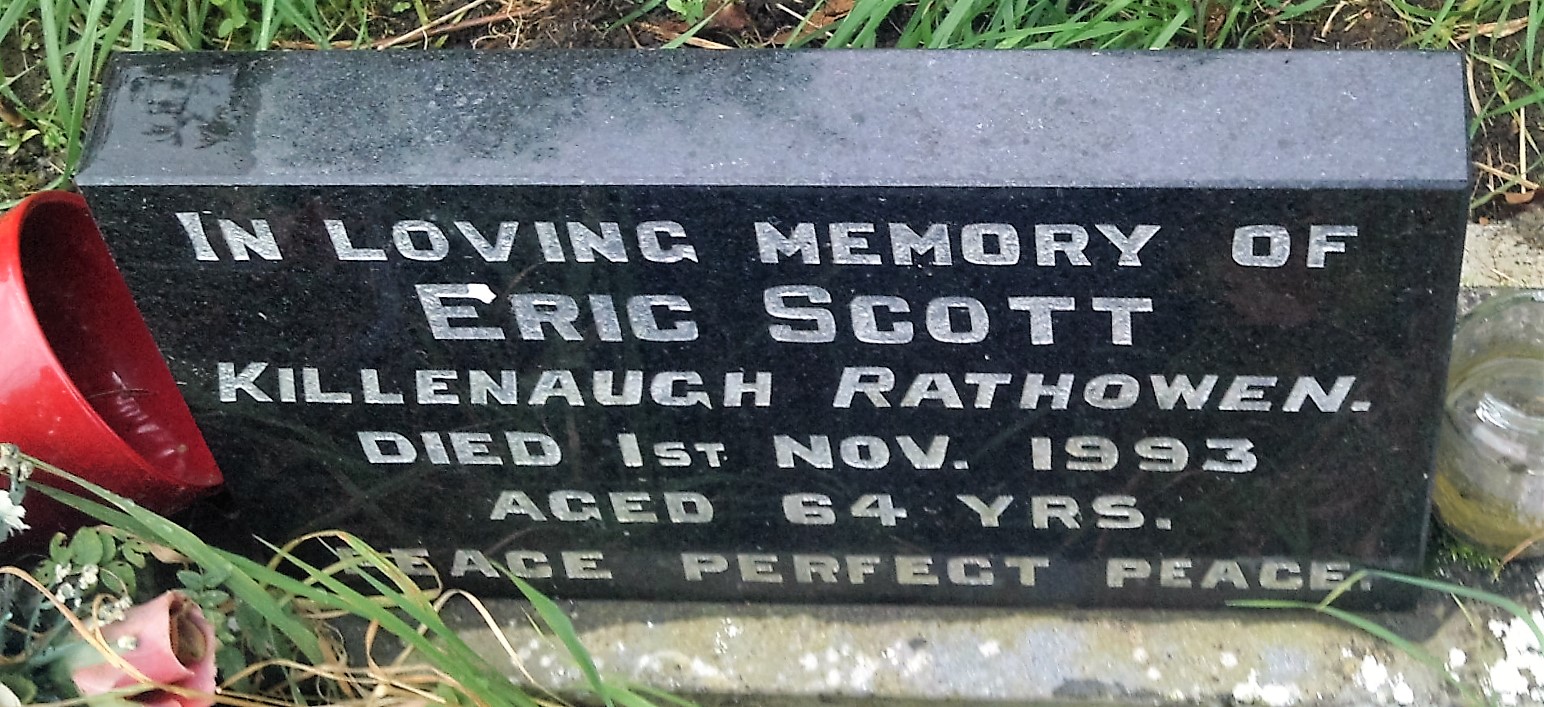 IN LOVING MEMORY OF
ERIC SCOTT
KILLENAUGH RATHOWEN.
DIED 1ST NOV. 1993
AGED 64 YRS.
PEACE PERFECT PEACE.